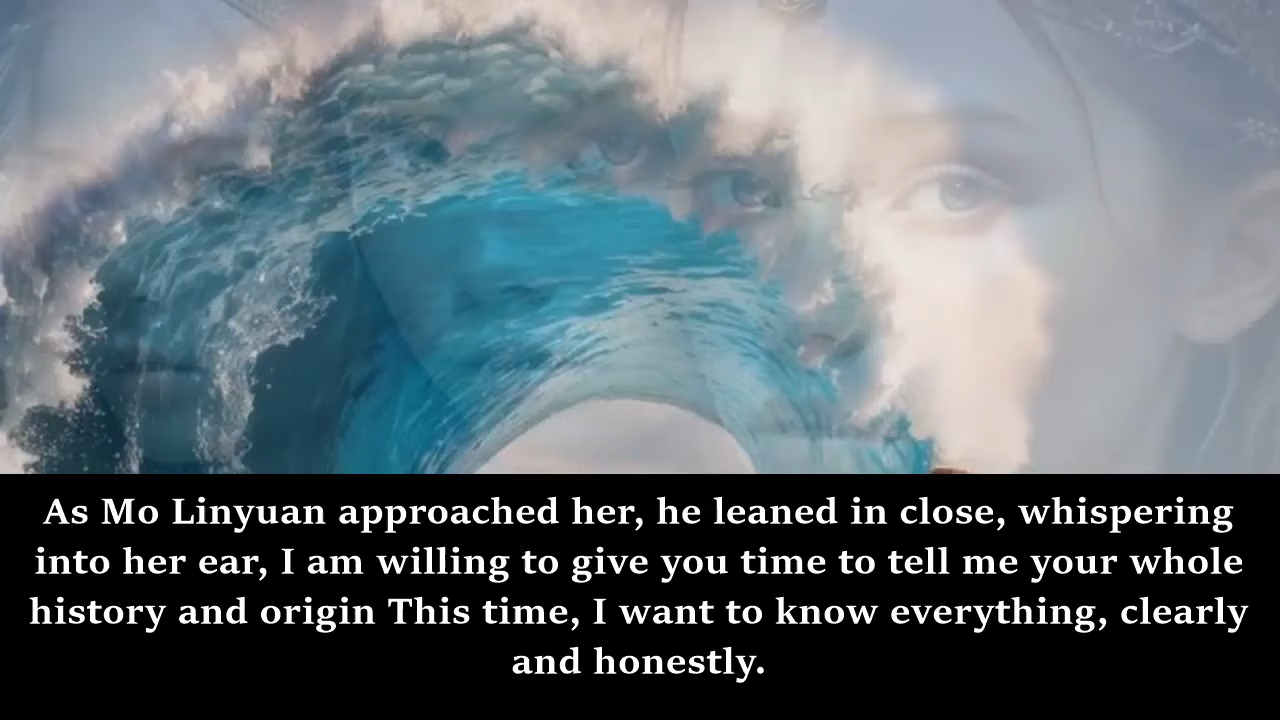 As Mo Linyuan approached her, he leaned in close, whispering
into her ear, I am willing to give you time to tell me your whole
history and origin This time, I want to know everything, clearly
and honestly.